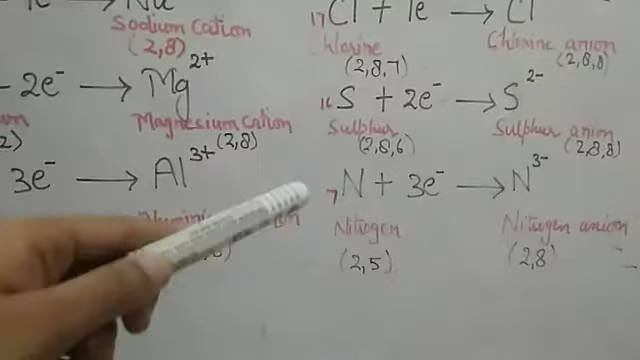 Sodium cation
(2,8)
- 2e⁻ → Mg²⁺
Magnesium Cation
(2,8)
3e⁻ → Al³⁺
₁₇Cl + 1e → Cl
Chlorine Chlorine anion
(2,8,7) (2,8,8)
₁₆S + 2e⁻ → S²⁻
Sulphur Sulphur anion
(2,8,6) (2,8,8)
₇N + 3e⁻ → N³⁻
Nitrogen Nitrogen anion
(2,5) (2,8)